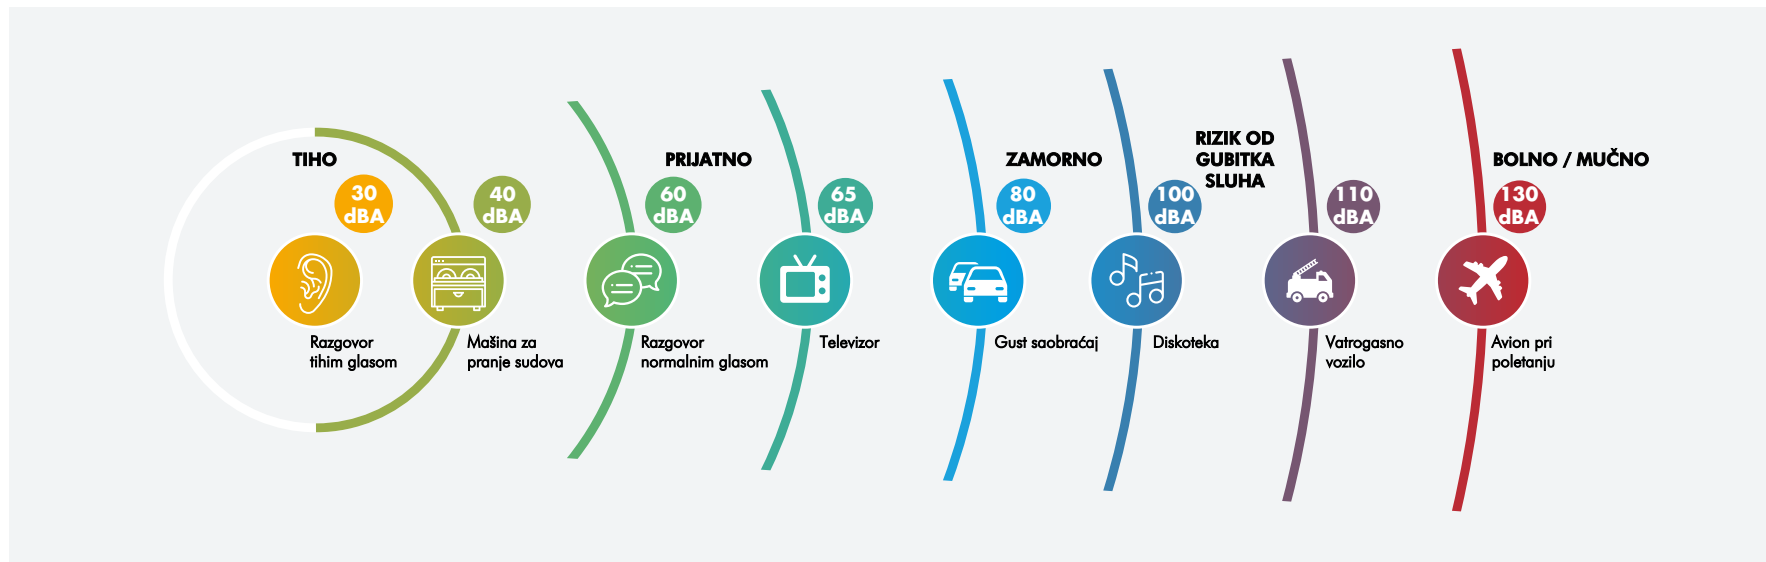 TIHO
30
dBA
Razgovor
tihim glasom
40
dBA
Mašina za
pranje sudova
PRIJATNO
60
dBA
Razgovor
normalnim glasom
65
dBA
Televizor
ZAMORNO
80
dBA
Gust saobraćaj
RIZIK OD
GUBITKA
SLUHA
100
dBA
Diskoteka
110
dBA
Vatrogasno
vozilo
BOLNO / MUČNO
130
dBA
Avion pri
poletanju